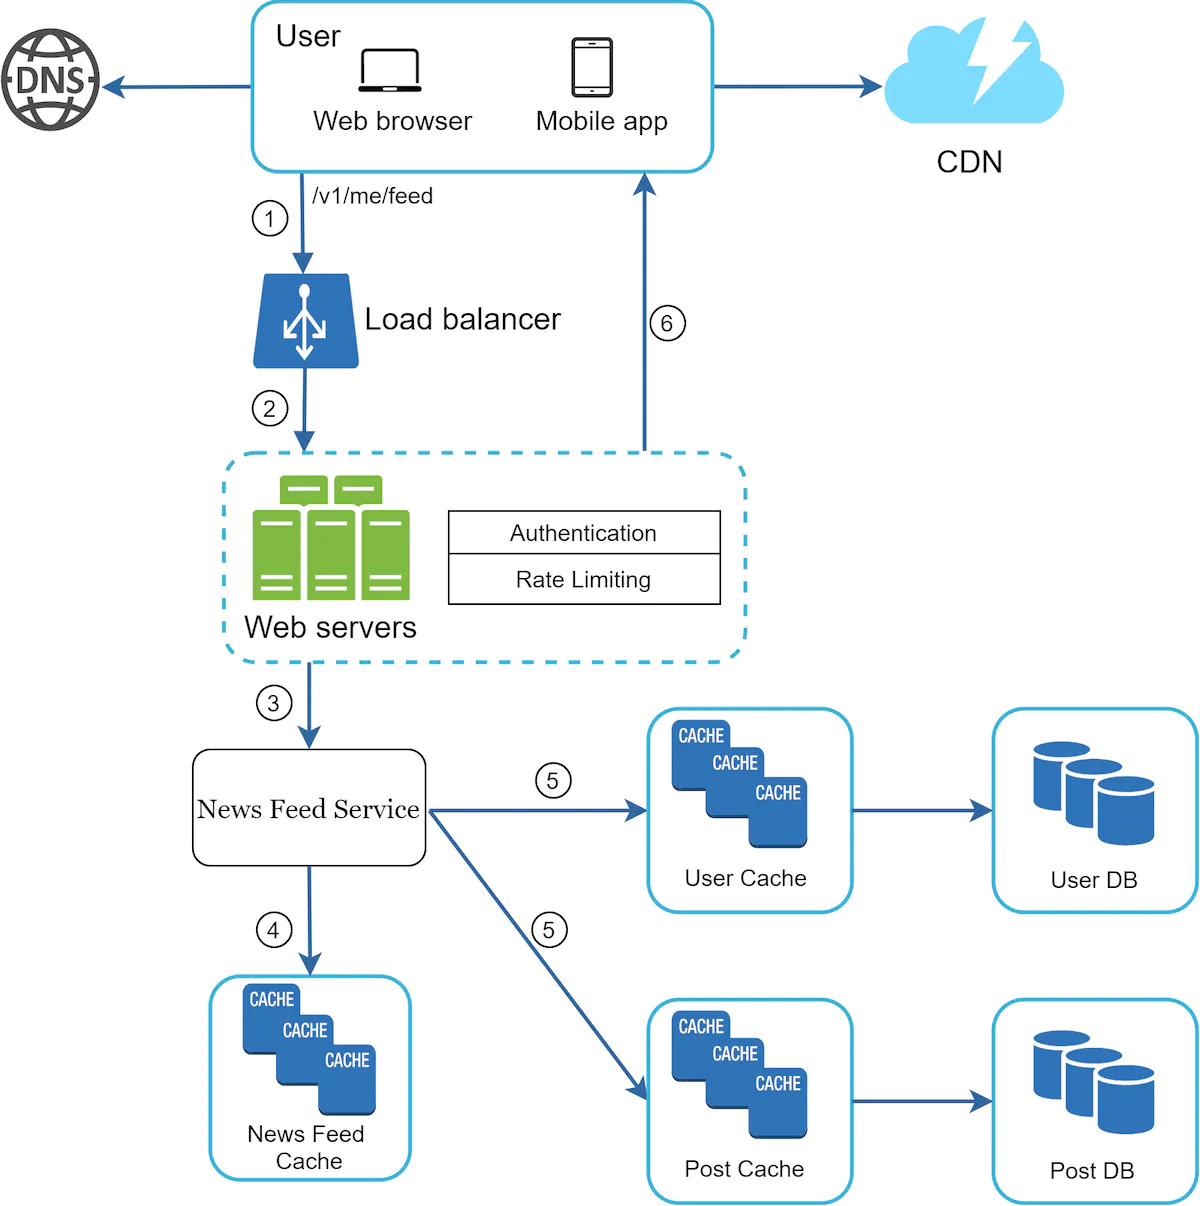 User
DNS
Web browser
Mobile app
CDN
/v1/me/feed
1
Load balancer
6
2
Authentication
Rate Limiting
Web servers
3
CACHE
CACHE
CACHE
User Cache
User DB
5
News Feed Service
4
5
CACHE
CACHE
CACHE
News Feed
Cache
CACHE
CACHE
CACHE
Post Cache
Post DB